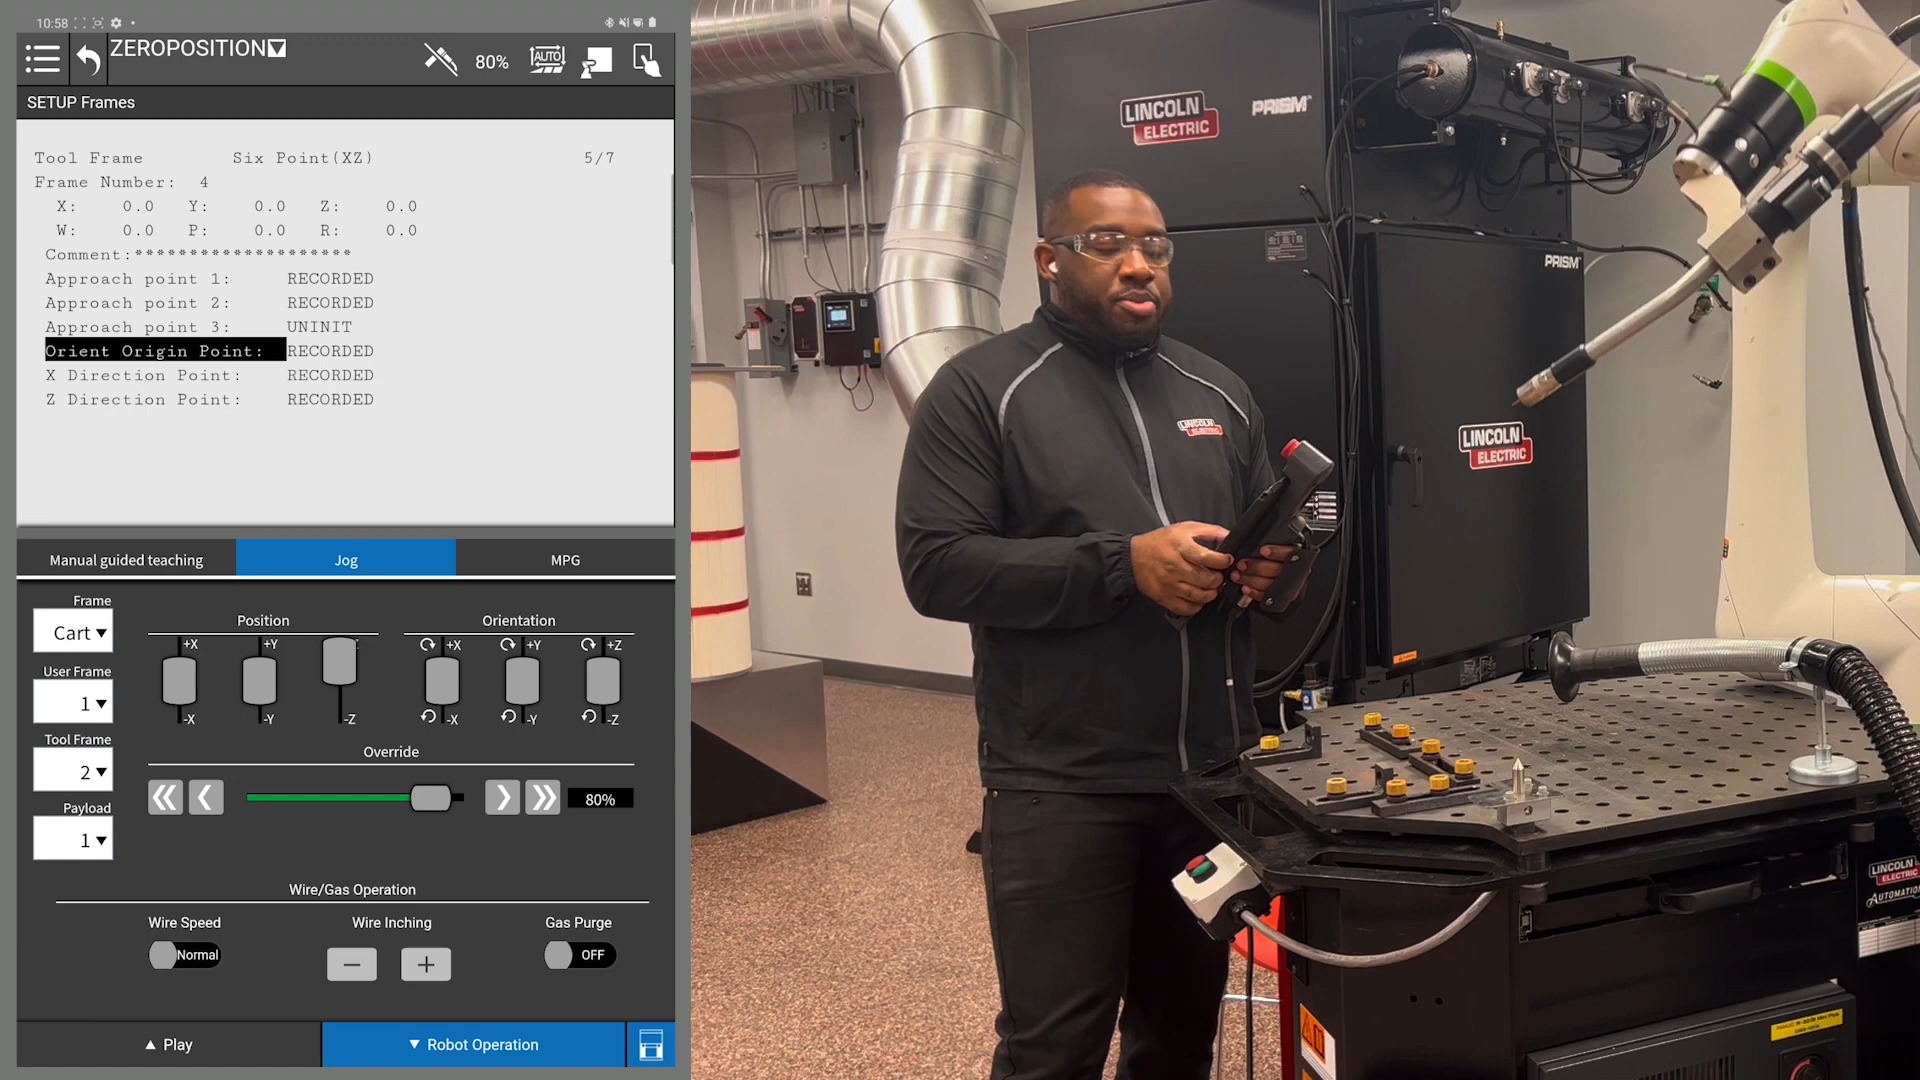 10:58
ZEROPOSITION
80%
AUTO
SETUP Frames
Tool Frame Six Point(XZ) 5/7
Frame Number: 4
X: 0.0 Y: 0.0 Z: 0.0
W: 0.0 P: 0.0 R: 0.0
Comment:********************
Approach point 1: RECORDED
Approach point 2: RECORDED
Approach point 3: UNINIT
Orient Origin Point: RECORDED
X Direction Point: RECORDED
Z Direction Point: RECORDED
Manual guided teaching
Jog
MPG
Frame
Cart
User Frame
1
Tool Frame
2
Payload
1
Position
+X +Y
-X -Y -Z
Orientation
+X +Y +Z
-X -Y -Z
Override
80%
Wire/Gas Operation
Wire Speed
Normal
Wire Inching
− +
Gas Purge
OFF
▲ Play
▼ Robot Operation
LINCOLN
ELECTRIC
PRISM™
PRISM
LINCOLN
ELECTRIC
LINCOLN
ELECTRIC
LINCOLN
ELECTRIC
AUTOMATION